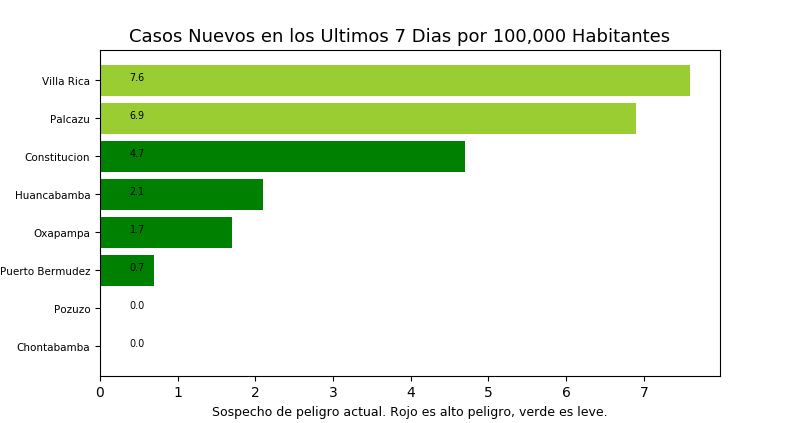 Casos Nuevos en los Ultimos 7 Dias por 100,000 Habitantes
Villa Rica 7.6
Palcazu 6.9
Constitucion 4.7
Huancabamba 2.1
Oxapampa 1.7
Puerto Bermudez 0.7
Pozuzo 0.0
Chontabamba 0.0
0 1 2 3 4 5 6 7
Sospecho de peligro actual. Rojo es alto peligro, verde es leve.